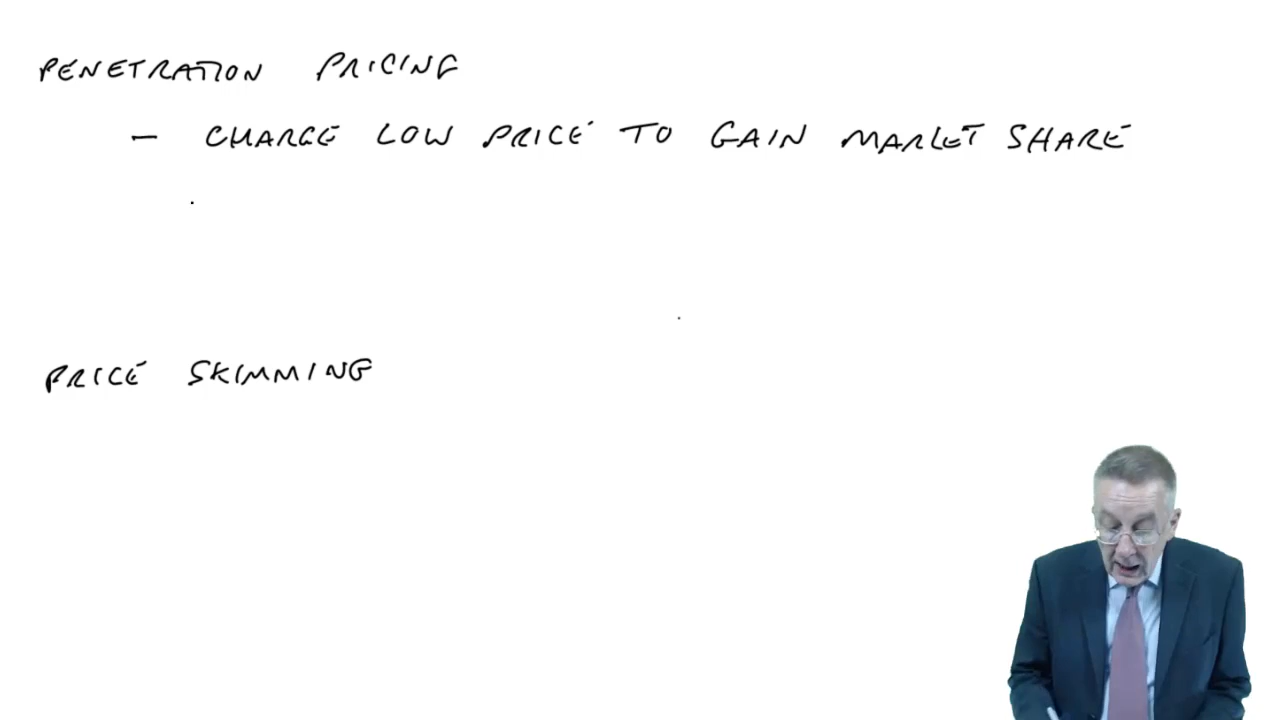 PENETRATION PRICING
- CHARGE LOW PRICE TO GAIN MARKET SHARE
PRICE SKIMMING